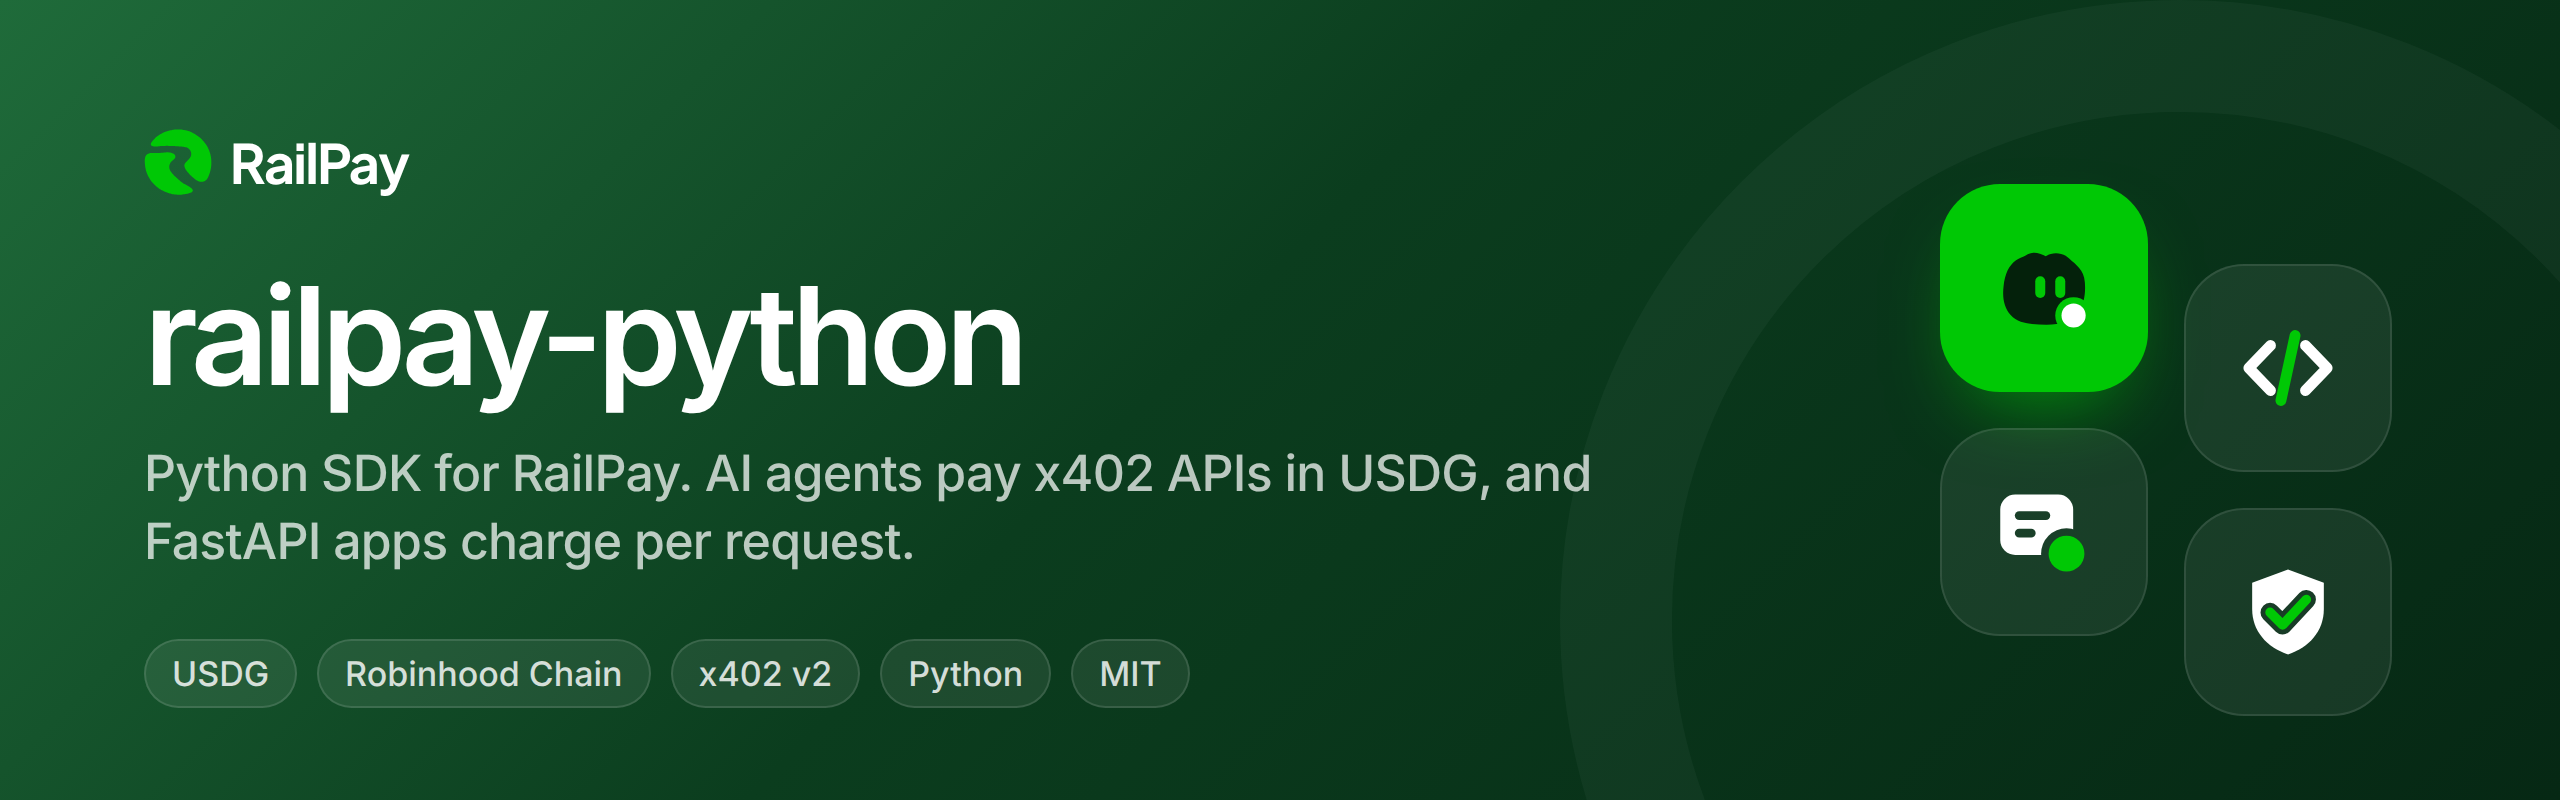 RailPay
railpay-python
Python SDK for RailPay. AI agents pay x402 APIs in USDG, and
FastAPI apps charge per request.
USDG
Robinhood Chain
x402 v2
Python
MIT